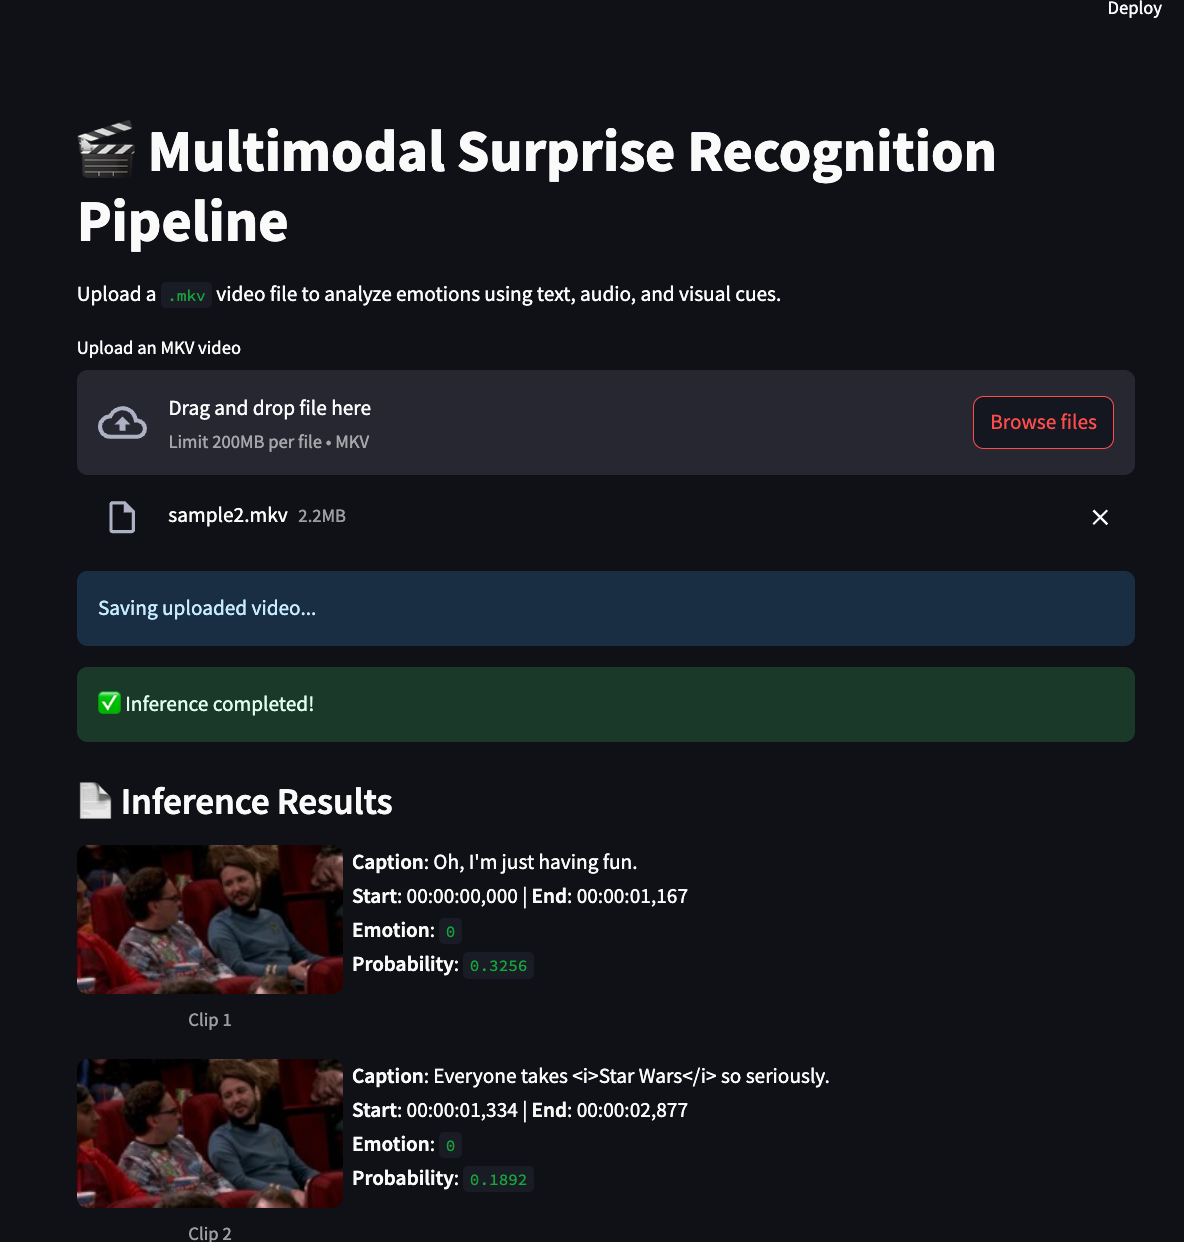 Deploy
🎬 Multimodal Surprise Recognition
Pipeline
Upload a .mkv video file to analyze emotions using text, audio, and visual cues.
Upload an MKV video
Drag and drop file here
Limit 200MB per file • MKV
Browse files
sample2.mkv 2.2MB
Saving uploaded video...
✅ Inference completed!
📄 Inference Results
Caption: Oh, I'm just having fun.
Start: 00:00:00,000 | End: 00:00:01,167
Emotion: 0
Probability: 0.3256
Clip 1
Caption: Everyone takes <i>Star Wars</i> so seriously.
Start: 00:00:01,334 | End: 00:00:02,877
Emotion: 0
Probability: 0.1892
Clip 2